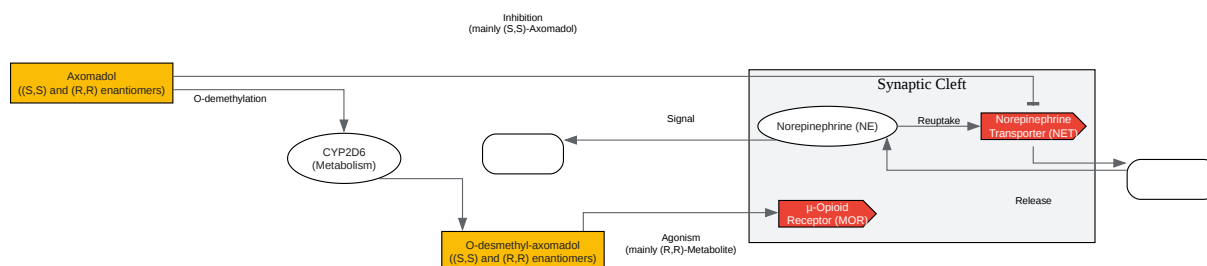 Inhibition
(mainly (S,S)-Axomadol)
Axomadol
((S,S) and (R,R) enantiomers)
O-demethylation
Synaptic Cleft
Signal
Norepinephrine (NE)
Reuptake
Norepinephrine
Transporter (NET)
CYP2D6
(Metabolism)
Release
μ-Opioid
Receptor (MOR)
O-desmethyl-axomadol
((S,S) and (R,R) enantiomers)
Agonism
(mainly (R,R)-Metabolite)